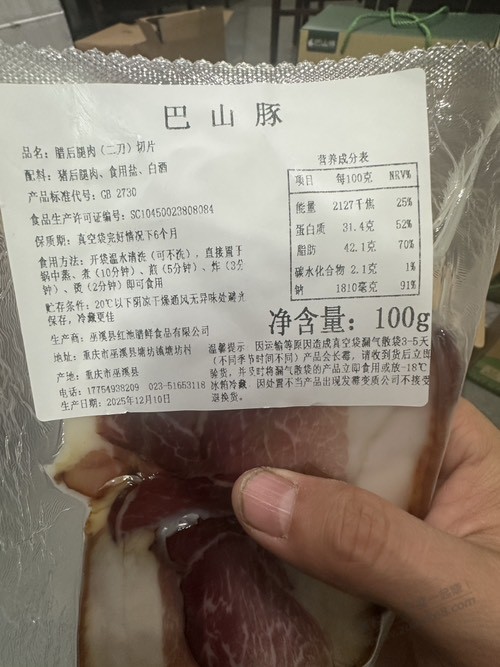 巴山豚
品名：腊后腿肉（二刀）切片
配料：猪后腿肉、食用盐、白酒
产品标准代号：GB 2730
食品生产许可证编号：SC10450023808084
保质期：真空袋完好情况下6个月
食用方法：开袋温水清洗（可不洗），直接置于
锅中蒸、煮（10分钟）、煎（5分钟）、炸（3分
钟）、烫（2分钟）即可食用
贮存条件：20℃以下阴凉干燥通风无异味处避光
保存，冷藏更佳
生产商：巫溪县红池腊鲜食品有限公司
地址：重庆市巫溪县塘坊镇塘坊村
产地：重庆市巫溪县
电话：17754938209 023-51653118
生产日期：2025年12月10日
营养成分表
项目 每100克 NRV%
能量 2127千焦 25%
蛋白质 31.4克 52%
脂肪 42.1克 70%
碳水化合物 2.1克 1%
钠 1810毫克 91%
净含量：100g
温馨提示 因运输等原因造成真空袋漏气散袋3-5天
（不同季节时间不同）产品会长霉，请收到货后立即
验货，并及时将漏气散袋的产品立即食用或放-18℃
冰箱冷藏 因处置不当产品出现发霉变质公司不接受
退换货。